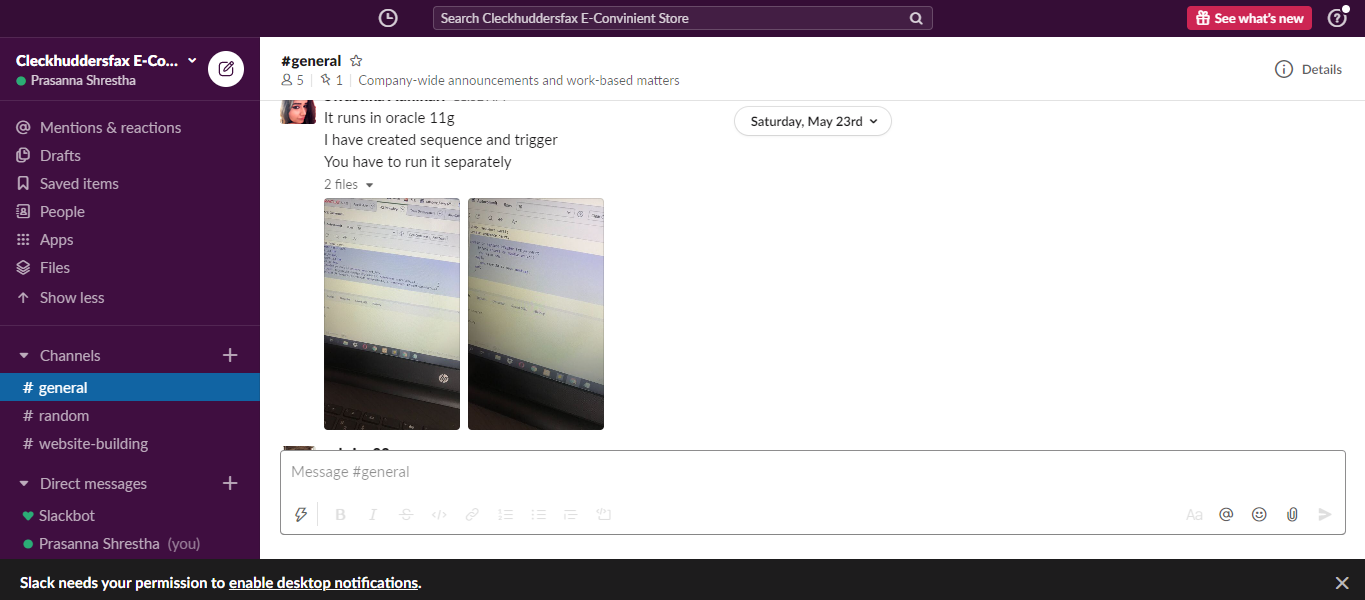 Search Cleckhuddersfax E-Convinient Store
See what's new
Cleckhuddersfax E-Co...
Prasanna Shrestha
Mentions & reactions
Drafts
Saved items
People
Apps
Files
Show less
Channels
# general
# random
# website-building
Direct messages
Slackbot
Prasanna Shrestha (you)
#general
5 | 1 | Company-wide announcements and work-based matters
Details
Saturday, May 23rd
It runs in oracle 11g
I have created sequence and trigger
You have to run it separately
2 files
Message #general
B I S </> Aa @
Slack needs your permission to enable desktop notifications.